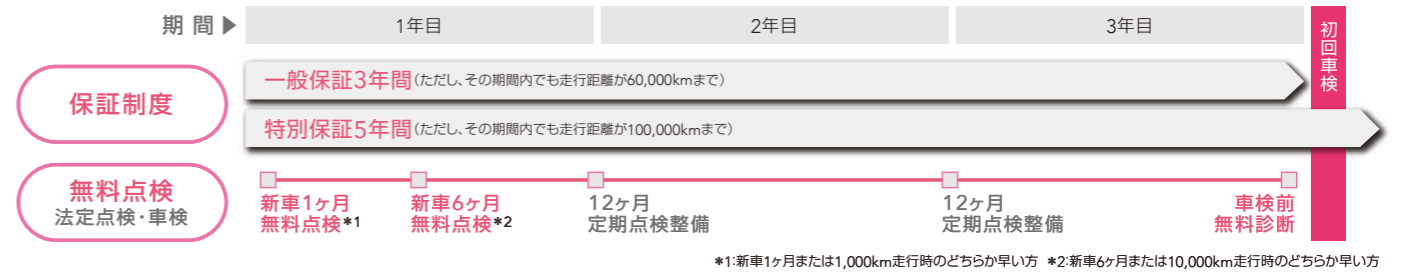 期間▶
1年目
2年目
3年目
初回車検
保証制度
一般保証3年間(ただし、その期間内でも走行距離が60,000kmまで)
特別保証5年間(ただし、その期間内でも走行距離が100,000kmまで)
無料点検
法定点検・車検
新車1ヶ月
無料点検*1
新車6ヶ月
無料点検*2
12ヶ月
定期点検整備
12ヶ月
定期点検整備
車検前
無料診断
*1:新車1ヶ月または1,000km走行時のどちらか早い方 *2:新車6ヶ月または10,000km走行時のどちらか早い方